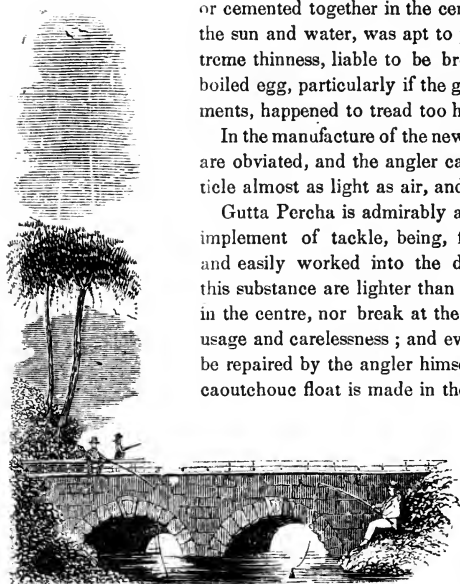 or cemented together in the cen
the sun and water, was apt to
treme thinness, liable to be br
boiled egg, particularly if the g
ments, happened to tread too h
In the manufacture of the new
are obviated, and the angler ca
ticle almost as light as air, and
Gutta Percha is admirably a
implement of tackle, being, f
and easily worked into the d
this substance are lighter than
in the centre, nor break at the
usage and carelessness ; and ev
be repaired by the angler himse
caoutchouc float is made in the